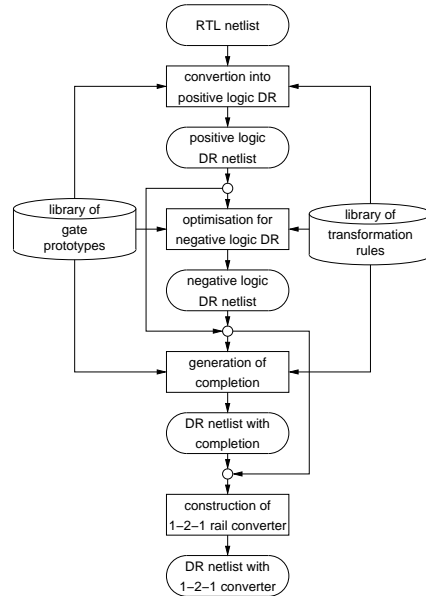 RTL netlist
convertion into
positive logic DR
positive logic
DR netlist
library of
gate
prototypes
optimisation for
negative logic DR
library of
transformation
rules
negative logic
DR netlist
generation of
completion
DR netlist with
completion
construction of
1−2−1 rail converter
DR netlist with
1−2−1 converter